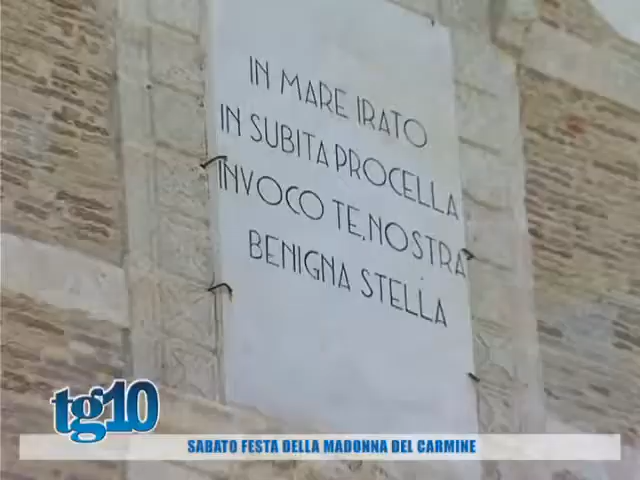 IN MARE IRATO
IN SUBITA PROCELLA
INVOCO TE, NOSTRA
BENIGNA STELLA
tg10
SABATO FESTA DELLA MADONNA DEL CARMINE